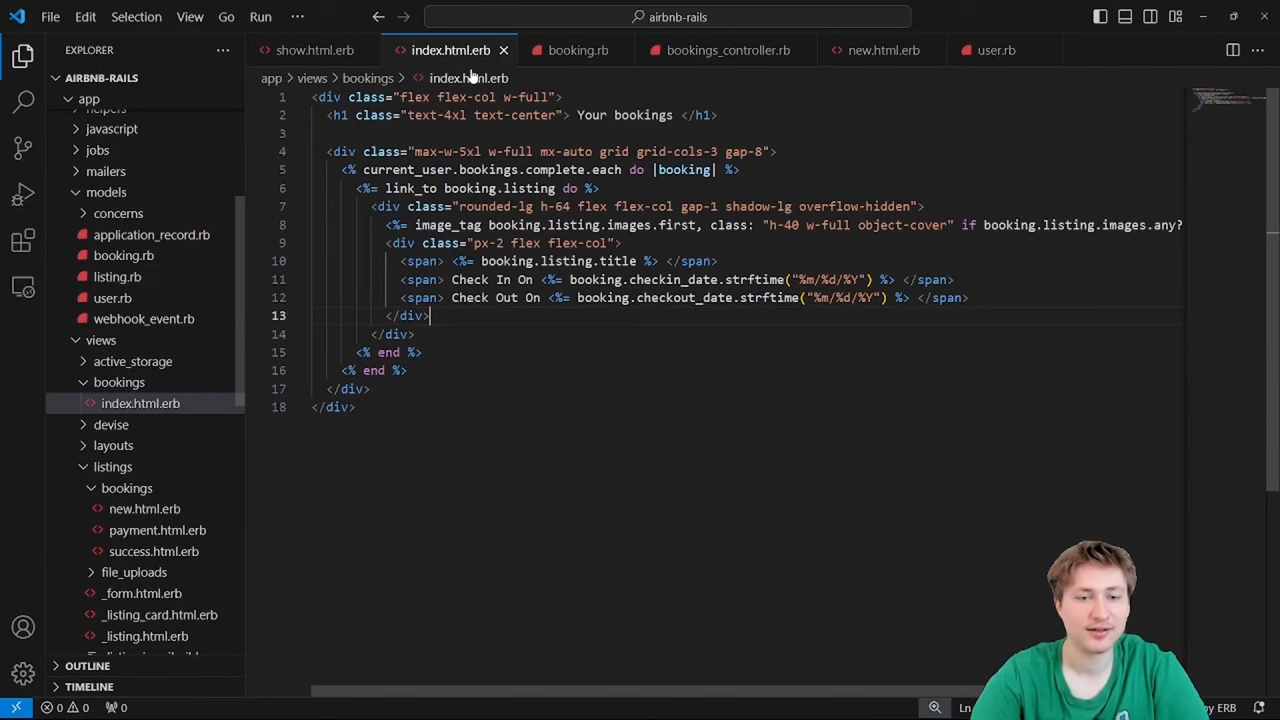 File Edit Selection View Go Run ··· airbnb-rails
EXPLORER ···
show.html.erb index.html.erb booking.rb bookings_controller.rb new.html.erb user.rb ···
AIRBNB-RAILS
app > views > bookings > index.html.erb
app
helpers
javascript
jobs
mailers
models
concerns
application_record.rb
booking.rb
listing.rb
user.rb
webhook_event.rb
views
active_storage
bookings
index.html.erb
devise
layouts
listings
bookings
new.html.erb
payment.html.erb
success.html.erb
file_uploads
_form.html.erb
_listing_card.html.erb
_listing.html.erb
OUTLINE
TIMELINE
1 <div class="flex flex-col w-full">
2 <h1 class="text-4xl text-center"> Your bookings </h1>
3
4 <div class="max-w-5xl w-full mx-auto grid grid-cols-3 gap-8">
5 <% current_user.bookings.complete.each do |booking| %>
6 <%= link_to booking.listing do %>
7 <div class="rounded-lg h-64 flex flex-col gap-1 shadow-lg overflow-hidden">
8 <%= image_tag booking.listing.images.first, class: "h-40 w-full object-cover" if booking.listing.images.any?
9 <div class="px-2 flex flex-col">
10 <span> <%= booking.listing.title %> </span>
11 <span> Check In On <%= booking.checkin_date.strftime("%m/%d/%Y") %> </span>
12 <span> Check Out On <%= booking.checkout_date.strftime("%m/%d/%Y") %> </span>
13 </div>
14 </div>
15 <% end %>
16 <% end %>
17 </div>
18 </div>
0 0 0 Ln ERB